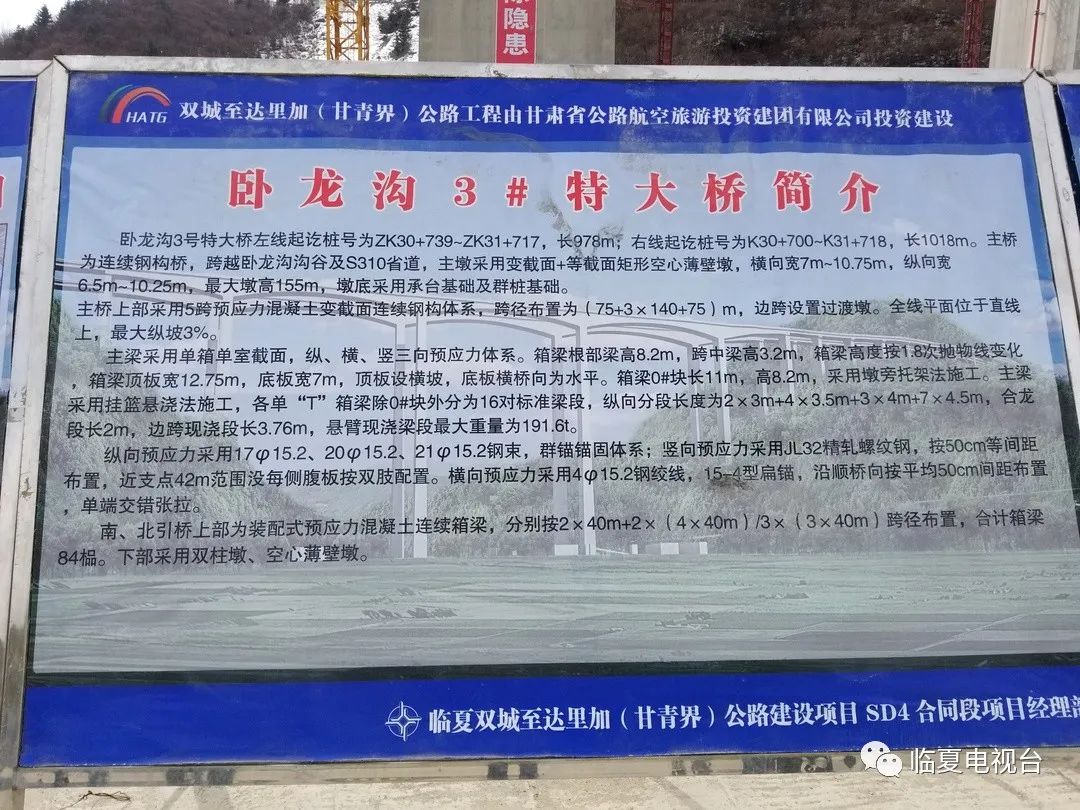 除隐患
HATG 双城至达里加（甘青界）公路工程由甘肃省公路航空旅游投资建团有限公司投资建设
卧龙沟3#特大桥简介
卧龙沟3号特大桥左线起讫桩号为ZK30+739~ZK31+717，长978m；右线起讫桩号为K30+700~K31+718，长1018m。主桥
为连续钢构桥，跨越卧龙沟沟谷及S310省道，主墩采用变截面+等截面矩形空心薄壁墩，横向宽7m~10.75m，纵向宽
6.5m~10.25m，最大墩高155m，墩底采用承台基础及群桩基础。
主桥上部采用5跨预应力混凝土变截面连续钢构体系，跨径布置为（75+3×140+75）m，边跨设置过渡墩。全线平面位于直线
上，最大纵坡3%。
主梁采用单箱单室截面，纵、横、竖三向预应力体系。箱梁根部梁高8.2m，跨中梁高3.2m，箱梁高度按1.8次抛物线变化
，箱梁顶板宽12.75m，底板宽7m，顶板设横坡，底板横桥向为水平。箱梁0#块长11m，高8.2m，采用墩旁托架法施工。主梁
采用挂篮悬浇法施工，各单“T”箱梁除0#块外分为16对标准梁段，纵向分段长度为2×3m+4×3.5m+3×4m+7×4.5m，合龙
段长2m，边跨现浇段长3.76m，悬臂现浇梁段最大重量为191.6t。
纵向预应力采用17φ15.2、20φ15.2、21φ15.2钢束，群锚锚固体系；竖向预应力采用JL32精轧螺纹钢，按50cm等间距
布置，近支点42m范围没每侧腹板按双肢配置。横向预应力采用4φ15.2钢绞线，15-4型扁锚，沿顺桥向按平均50cm间距布置
，单端交错张拉。
南、北引桥上部为装配式预应力混凝土连续箱梁，分别按2×40m+2×（4×40m）/3×（3×40m）跨径布置，合计箱梁
84榀。下部采用双柱墩、空心薄壁墩。
临夏双城至达里加（甘青界）公路建设项目 SD4 合同段项目经理部
临夏电视台